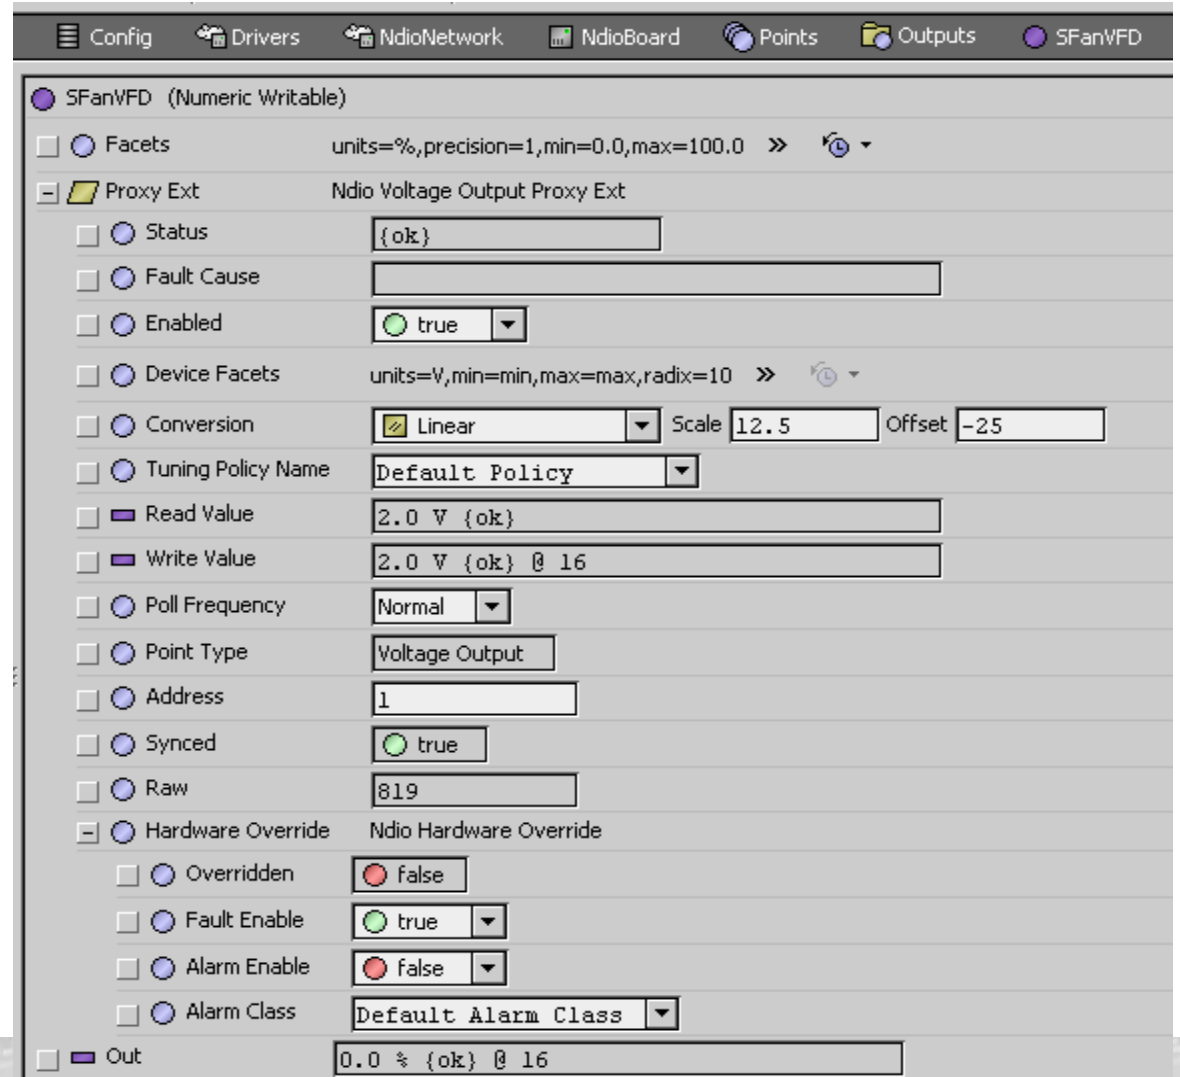 Config Drivers NdioNetwork NdioBoard Points Outputs SFanVFD
SFanVFD (Numeric Writable)
Facets units=%,precision=1,min=0.0,max=100.0 »
Proxy Ext Ndio Voltage Output Proxy Ext
Status {ok}
Fault Cause
Enabled true
Device Facets units=V,min=min,max=max,radix=10 »
Conversion Linear Scale 12.5 Offset -25
Tuning Policy Name Default Policy
Read Value 2.0 V {ok}
Write Value 2.0 V {ok} @ 16
Poll Frequency Normal
Point Type Voltage Output
Address 1
Synced true
Raw 819
Hardware Override Ndio Hardware Override
Overridden false
Fault Enable true
Alarm Enable false
Alarm Class Default Alarm Class
Out 0.0 % {ok} @ 16